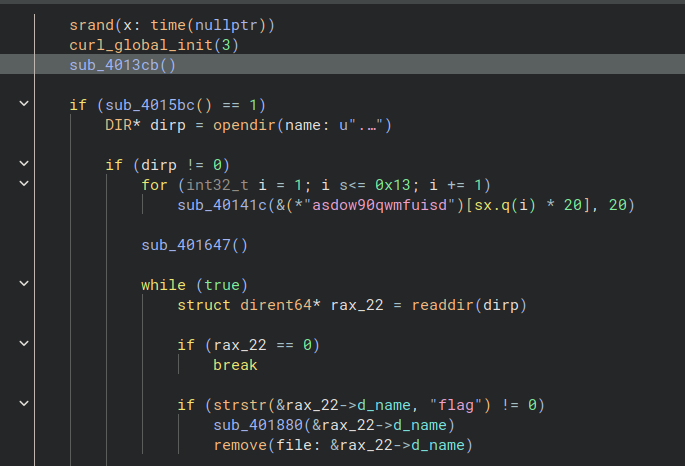 srand(x: time(nullptr))
curl_global_init(3)
sub_4013cb()
if (sub_4015bc() == 1)
DIR* dirp = opendir(name: u".…")
if (dirp != 0)
for (int32_t i = 1; i s<= 0x13; i += 1)
sub_40141c(&(*"asdow90qwmfuisd")[sx.q(i) * 20], 20)
sub_401647()
while (true)
struct dirent64* rax_22 = readdir(dirp)
if (rax_22 == 0)
break
if (strstr(&rax_22->d_name, "flag") != 0)
sub_401880(&rax_22->d_name)
remove(file: &rax_22->d_name)